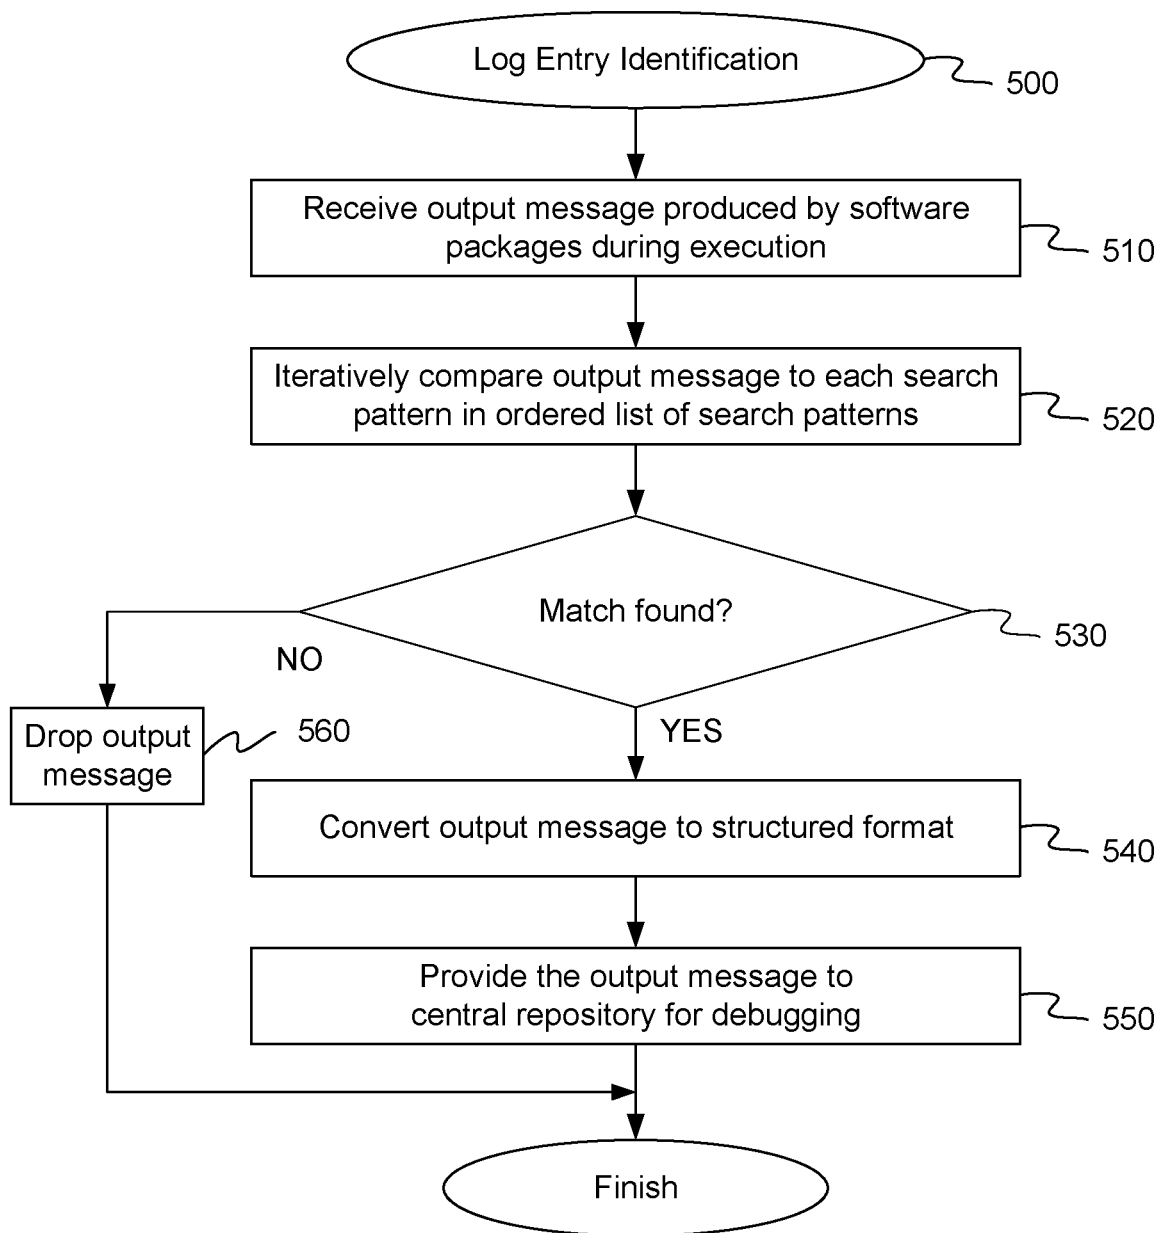 Log Entry Identification
500
Receive output message produced by software
packages during execution
510
Iteratively compare output message to each search
pattern in ordered list of search patterns
520
Match found?
530
NO
YES
Drop output
message
560
Convert output message to structured format
540
Provide the output message to
central repository for debugging
550
Finish